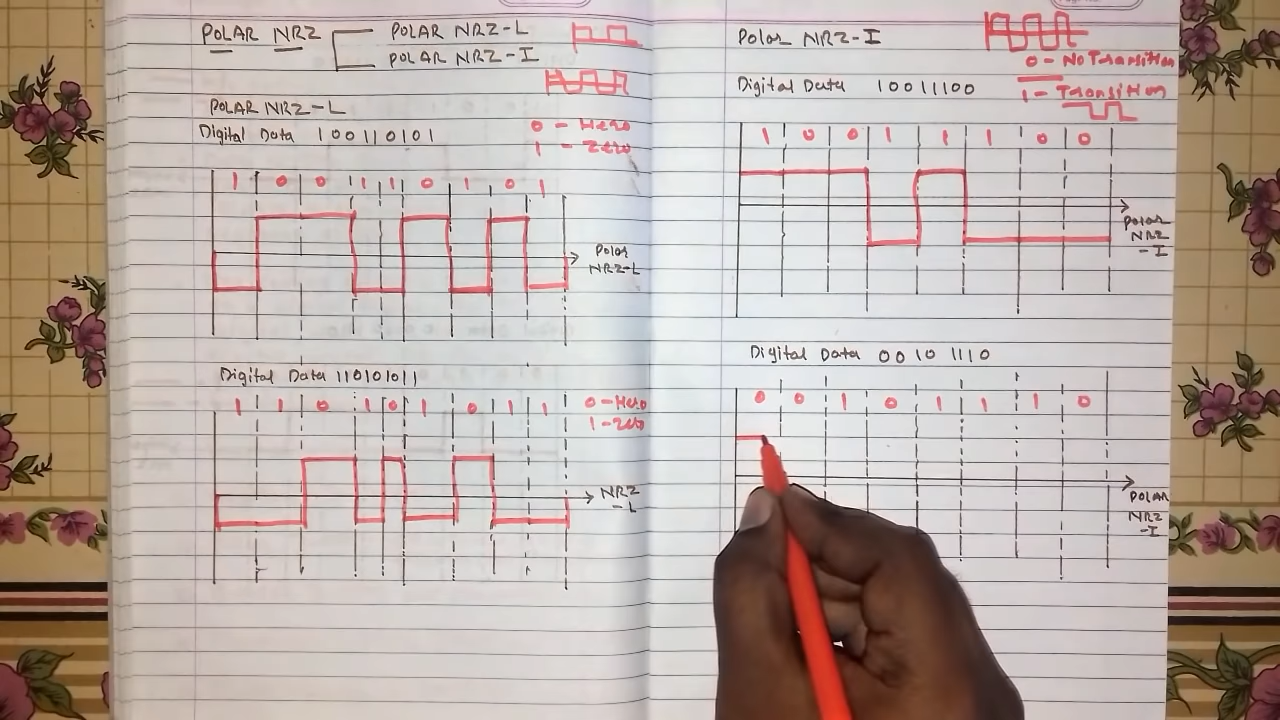 POLAR NRZ
POLAR NRZ-L
POLAR NRZ-I
POLAR NRZ-L
Digital Data 100110101
0 - Hero
1 - Zero
1 0 0 1 1 0 1 0 1
Polar
NRZ-L
Digital Data 110101011
1 1 0 1 0 1 0 1 1
0 - Hero
1 - Zero
NRZ
-L
Polar NRZ-I
0 - No Transition
Digital Data 10011100
1 - Transition
1 0 0 1 1 1 0 0
Polar
NRZ
-I
Digital Data 0010 1110
0 0 1 0 1 1 1 0
POLAR
NRZ
-I